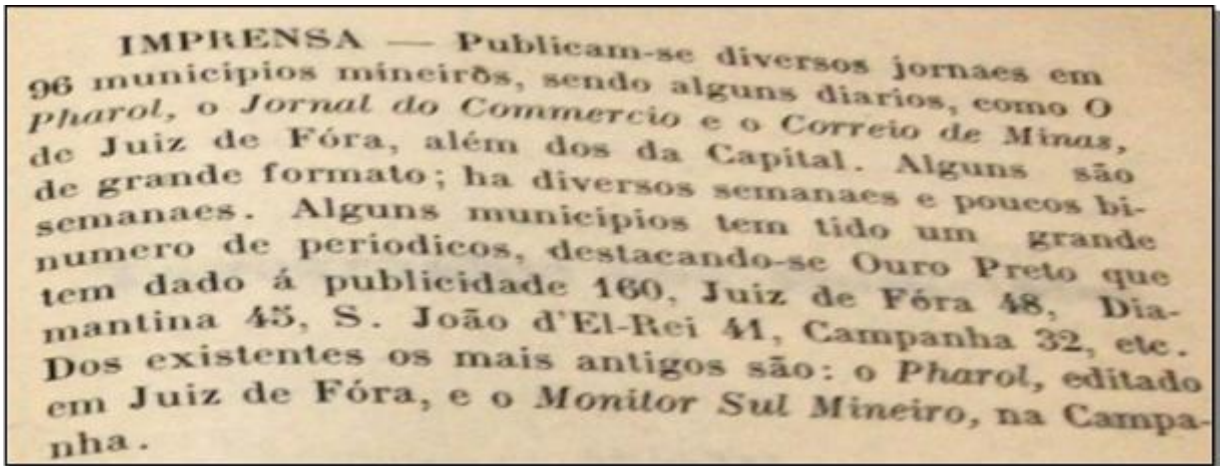 IMPRENSA — Publicam-se diversos jornaes em
96 municipios mineirōs, sendo alguns diarios, como O
Pharol, o Jornal do Commercio e o Correio de Minas,
de Juiz de Fóra, além dos da Capital. Alguns são
de grande formato; ha diversos semanaes e poucos bi-
semanaes. Alguns municipios tem tido um grande
numero de periodicos, destacando-se Ouro Preto que
tem dado á publicidade 160, Juiz de Fóra 48, Dia-
mantina 45, S. João d'El-Rei 41, Campanha 32, etc.
Dos existentes os mais antigos são: o Pharol, editado
em Juiz de Fóra, e o Monitor Sul Mineiro, na Campa-
nha.